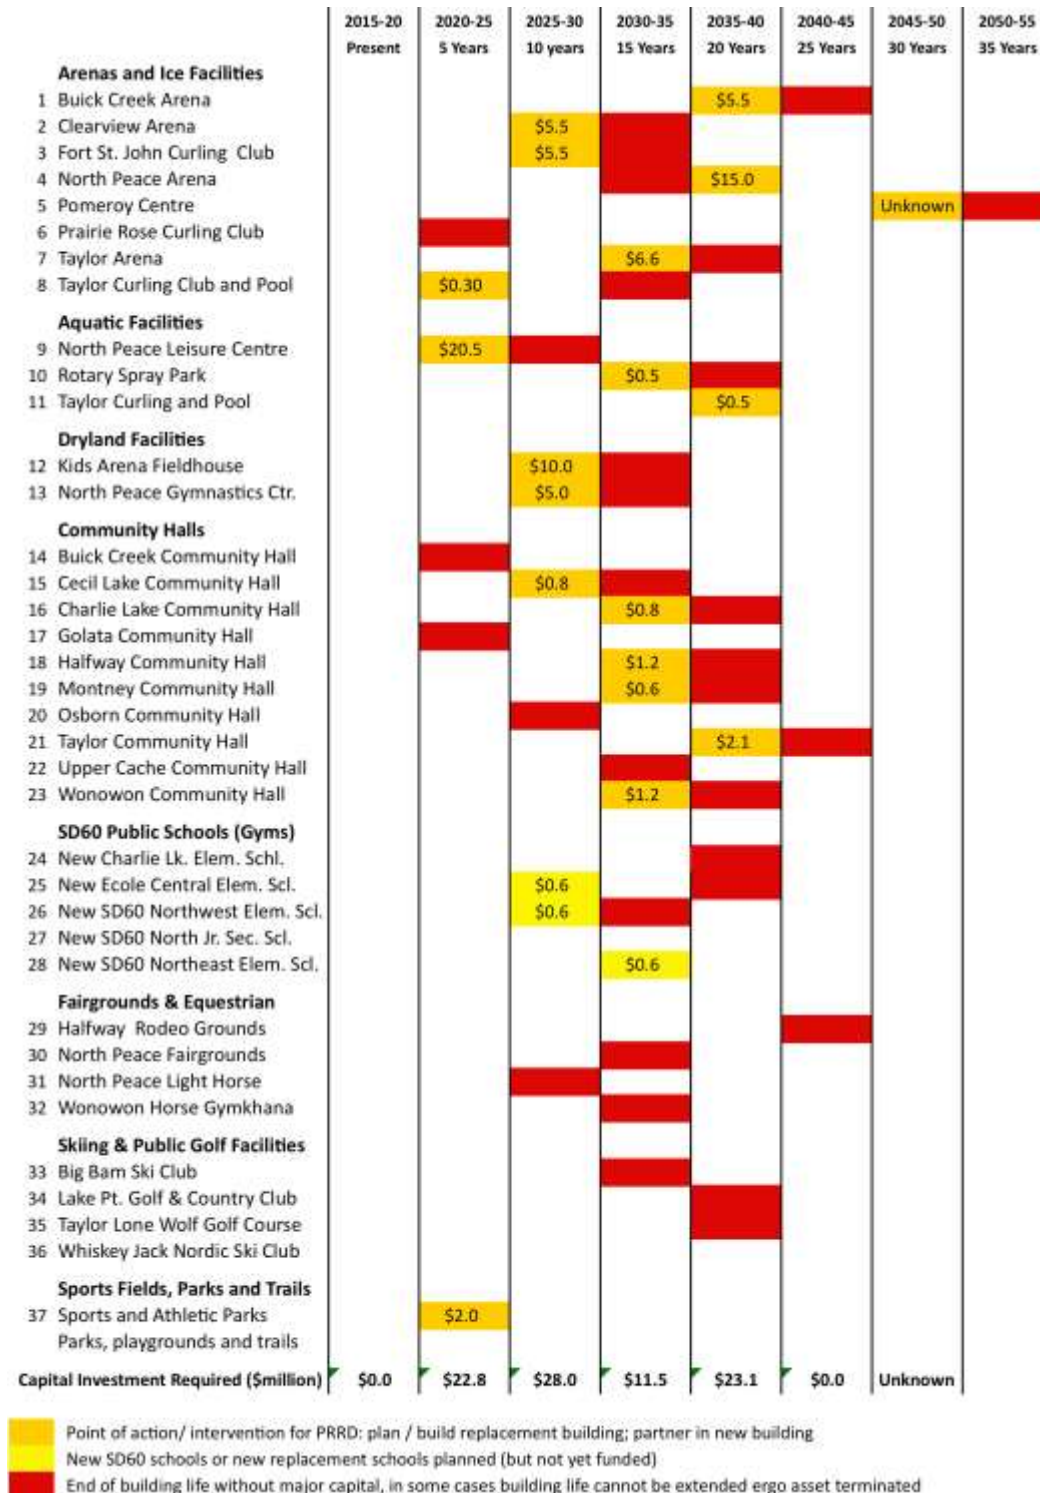 2015-20 2020-25 2025-30 2030-35 2035-40 2040-45 2045-50 2050-55
Present 5 Years 10 years 15 Years 20 Years 25 Years 30 Years 35 Years
Arenas and Ice Facilities
1 Buick Creek Arena $5.5
2 Clearview Arena $5.5
3 Fort St. John Curling Club $5.5
4 North Peace Arena $15.0
5 Pomeroy Centre Unknown
6 Prairie Rose Curling Club
7 Taylor Arena $6.6
8 Taylor Curling Club and Pool $0.30
Aquatic Facilities
9 North Peace Leisure Centre $20.5
10 Rotary Spray Park $0.5
11 Taylor Curling and Pool $0.5
Dryland Facilities
12 Kids Arena Fieldhouse $10.0
13 North Peace Gymnastics Ctr. $5.0
Community Halls
14 Buick Creek Community Hall
15 Cecil Lake Community Hall $0.8
16 Charlie Lake Community Hall $0.8
17 Golata Community Hall
18 Halfway Community Hall $1.2
19 Montney Community Hall $0.6
20 Osborn Community Hall
21 Taylor Community Hall $2.1
22 Upper Cache Community Hall
23 Wonowon Community Hall $1.2
SD60 Public Schools (Gyms)
24 New Charlie Lk. Elem. Schl.
25 New Ecole Central Elem. Scl. $0.6
26 New SD60 Northwest Elem. Scl. $0.6
27 New SD60 North Jr. Sec. Scl.
28 New SD60 Northeast Elem. Scl. $0.6
Fairgrounds & Equestrian
29 Halfway Rodeo Grounds
30 North Peace Fairgrounds
31 North Peace Light Horse
32 Wonowon Horse Gymkhana
Skiing & Public Golf Facilities
33 Big Bam Ski Club
34 Lake Pt. Golf & Country Club
35 Taylor Lone Wolf Golf Course
36 Whiskey Jack Nordic Ski Club
Sports Fields, Parks and Trails
37 Sports and Athletic Parks $2.0
Parks, playgrounds and trails
Capital Investment Required ($million) $0.0 $22.8 $28.0 $11.5 $23.1 $0.0 Unknown
Point of action/ intervention for PRRD: plan / build replacement building; partner in new building
New SD60 schools or new replacement schools planned (but not yet funded)
End of building life without major capital, in some cases building life cannot be extended ergo asset terminated